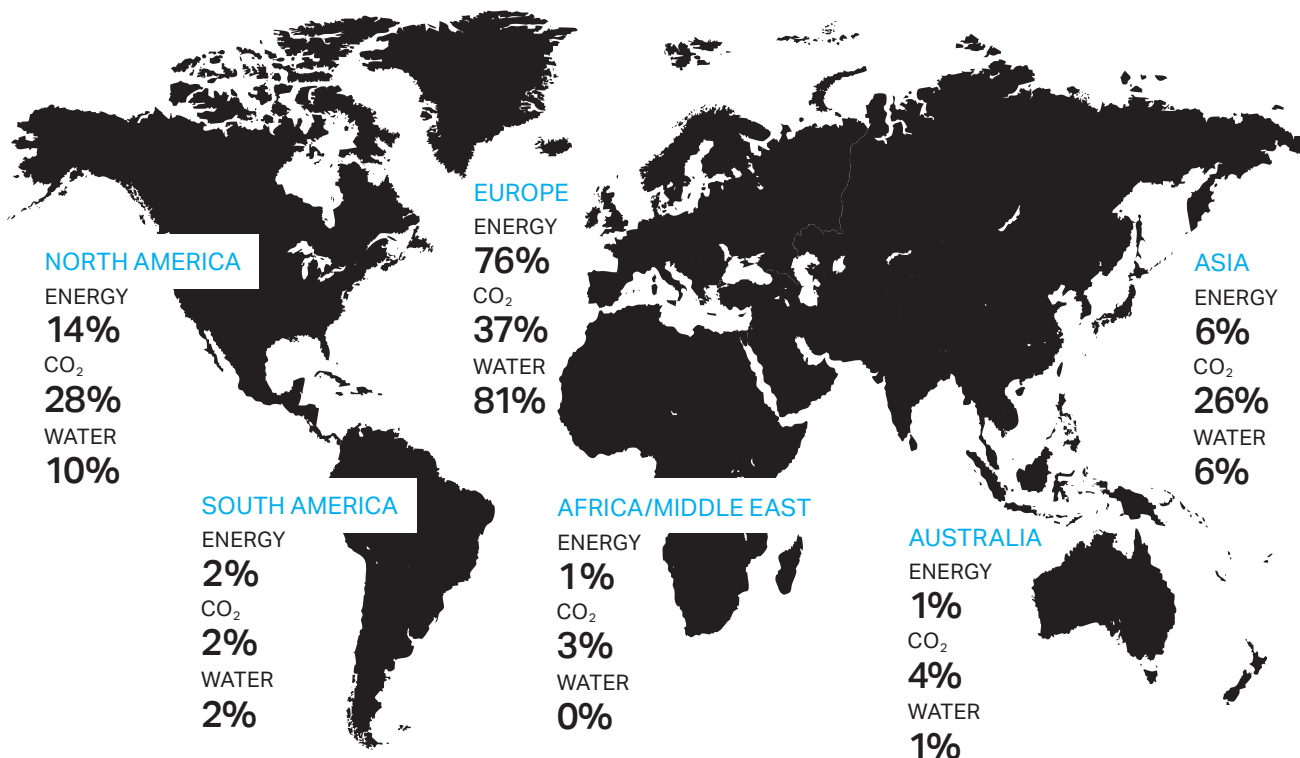 NORTH AMERICA
ENERGY
14%
CO₂
28%
WATER
10%
EUROPE
ENERGY
76%
CO₂
37%
WATER
81%
ASIA
ENERGY
6%
CO₂
26%
WATER
6%
SOUTH AMERICA
ENERGY
2%
CO₂
2%
WATER
2%
AFRICA/MIDDLE EAST
ENERGY
1%
CO₂
3%
WATER
0%
AUSTRALIA
ENERGY
1%
CO₂
4%
WATER
1%